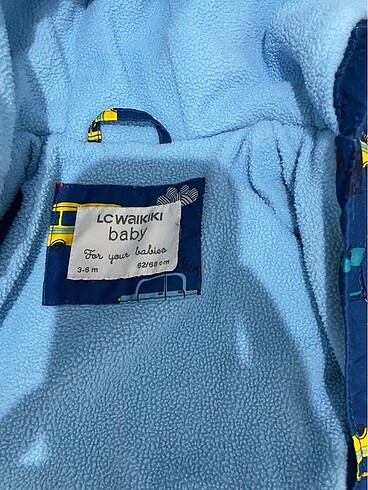 LC WAIKIKI
baby
For your babies
3-6 m 62/68 cm